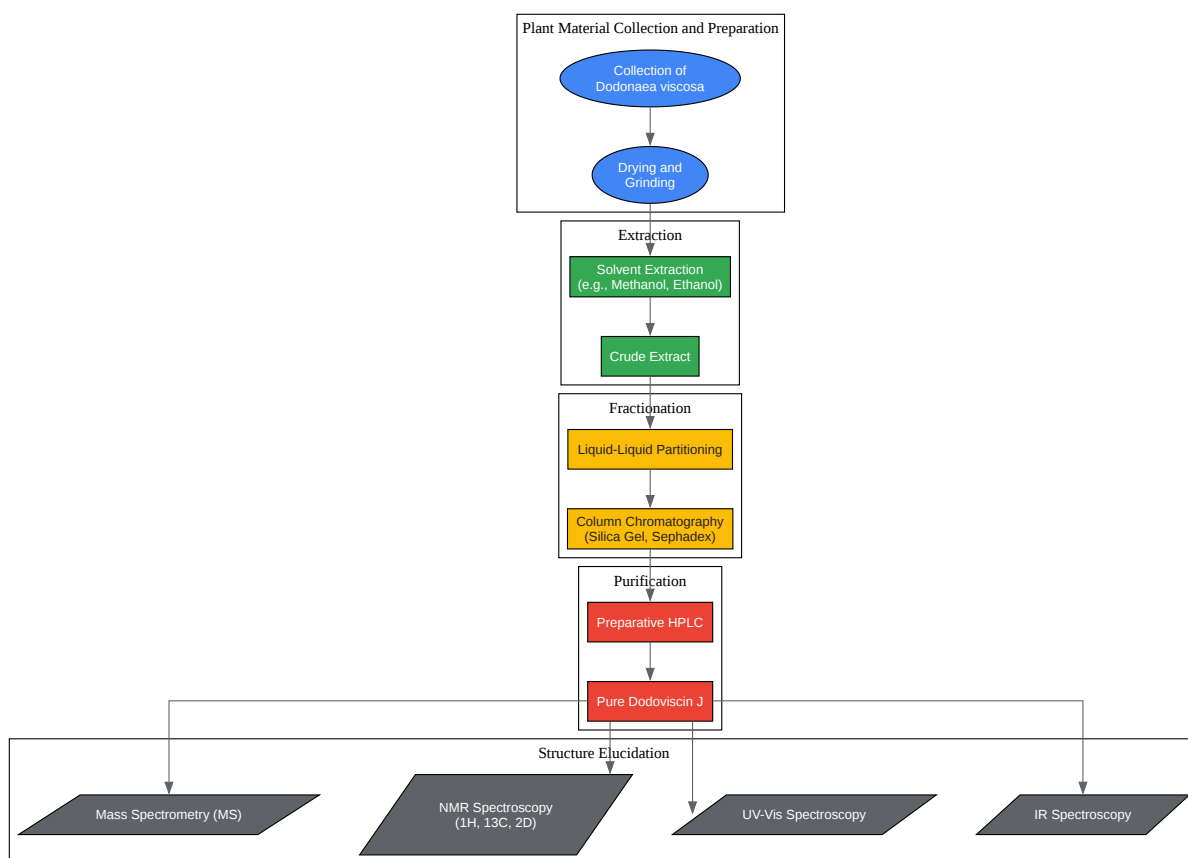 Plant Material Collection and Preparation
Collection of
Dodonaea viscosa
Drying and
Grinding
Extraction
Solvent Extraction
(e.g., Methanol, Ethanol)
Crude Extract
Fractionation
Liquid-Liquid Partitioning
Column Chromatography
(Silica Gel, Sephadex)
Purification
Preparative HPLC
Pure Dodoviscin J
Structure Elucidation
Mass Spectrometry (MS)
NMR Spectroscopy
(1H, 13C, 2D)
UV-Vis Spectroscopy
IR Spectroscopy